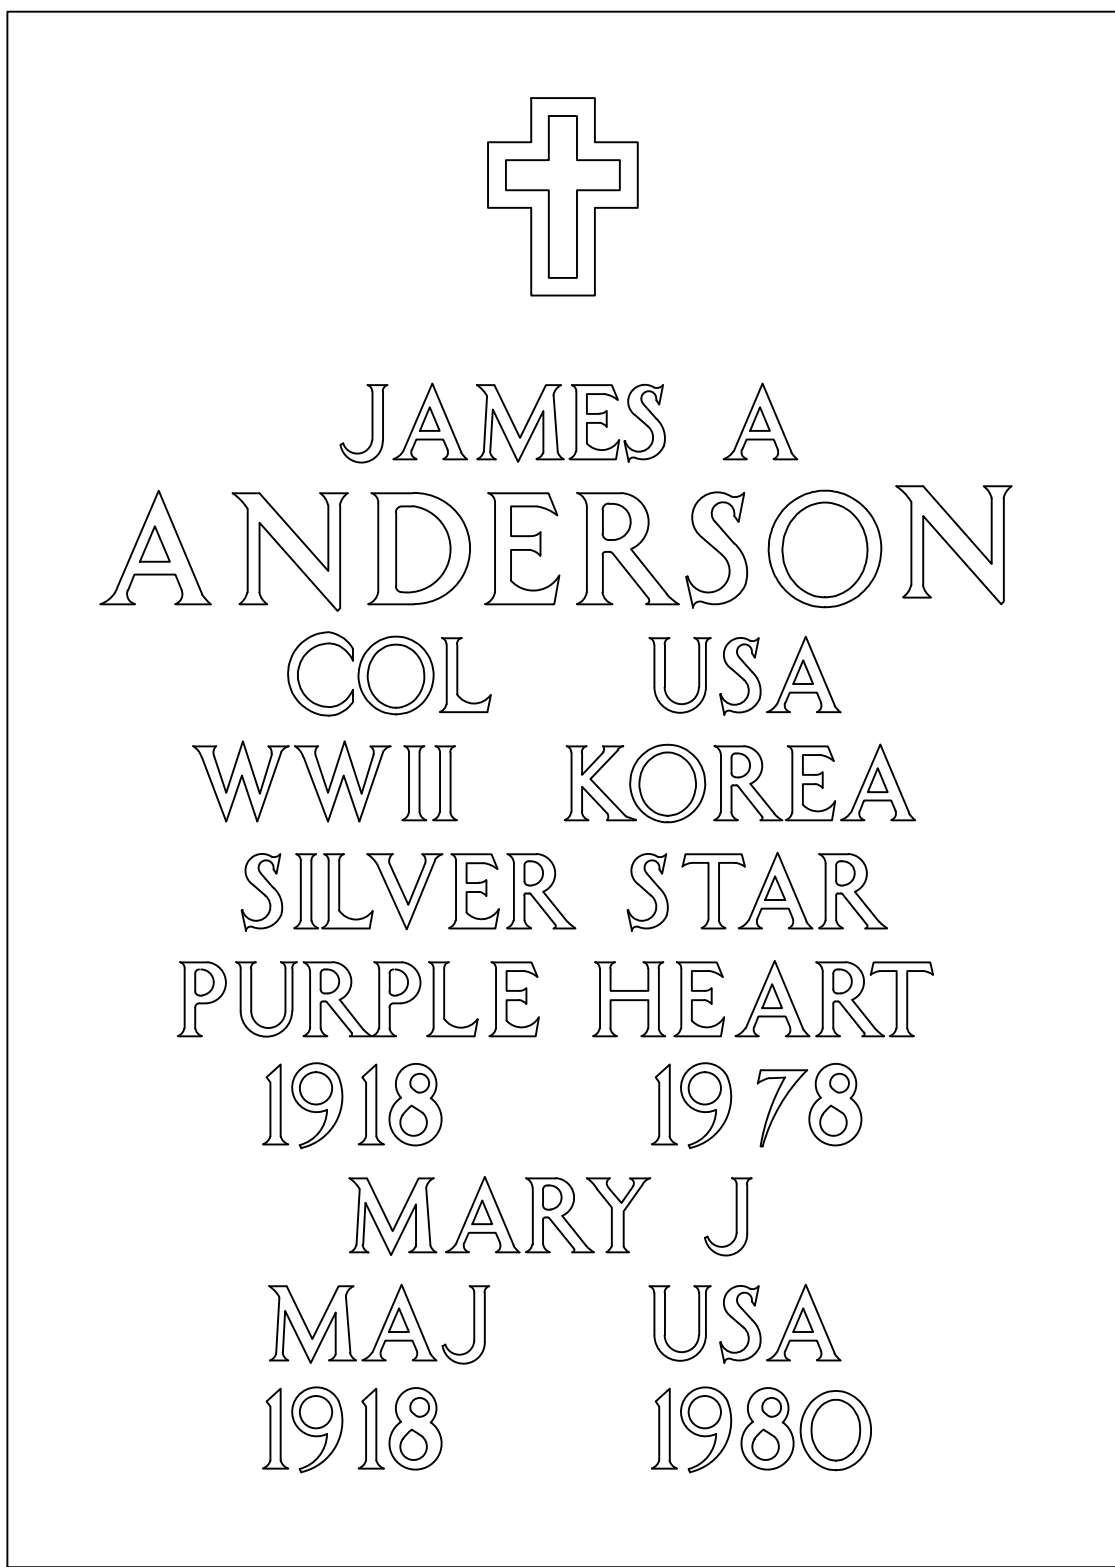 JAMES A
ANDERSON
COL USA
WWII KOREA
SILVER STAR
PURPLE HEART
1918 1978
MARY J
MAJ USA
1918 1980